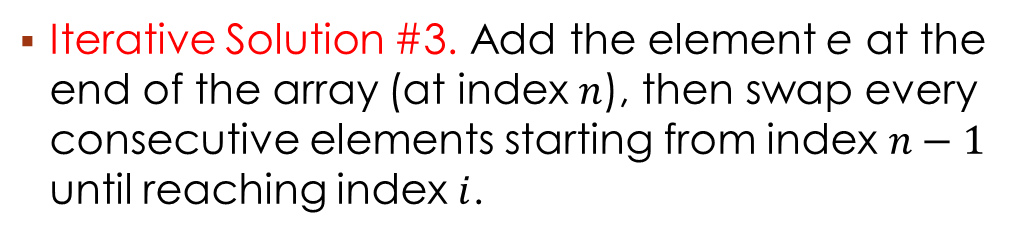 ▪ Iterative Solution #3. Add the element e at the
end of the array (at index n), then swap every
consecutive elements starting from index n − 1
until reaching index i.